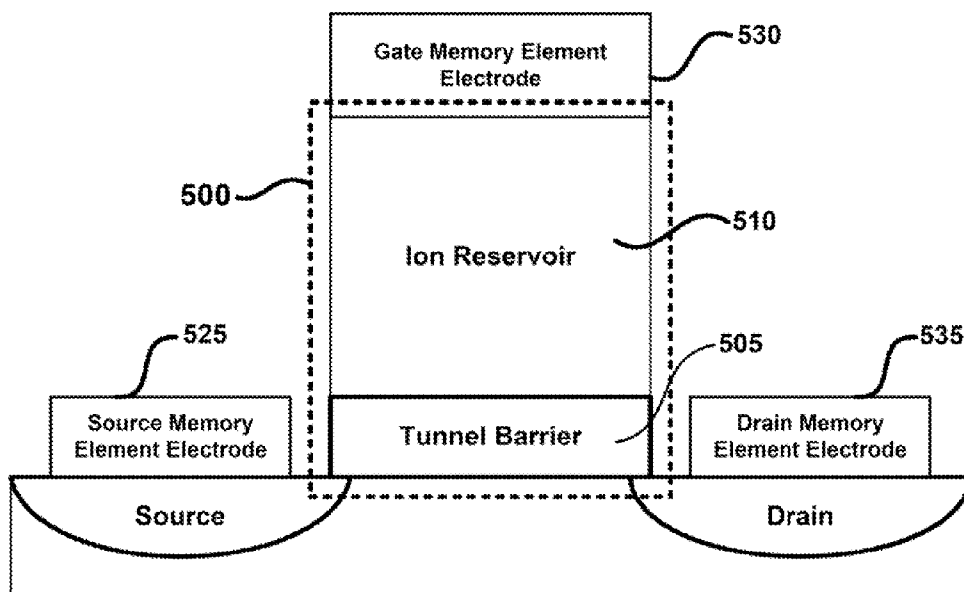 Gate Memory Element
Electrode
530
500
510
Ion Reservoir
525
505
535
Source Memory
Element Electrode
Tunnel Barrier
Drain Memory
Element Electrode
Source
Drain